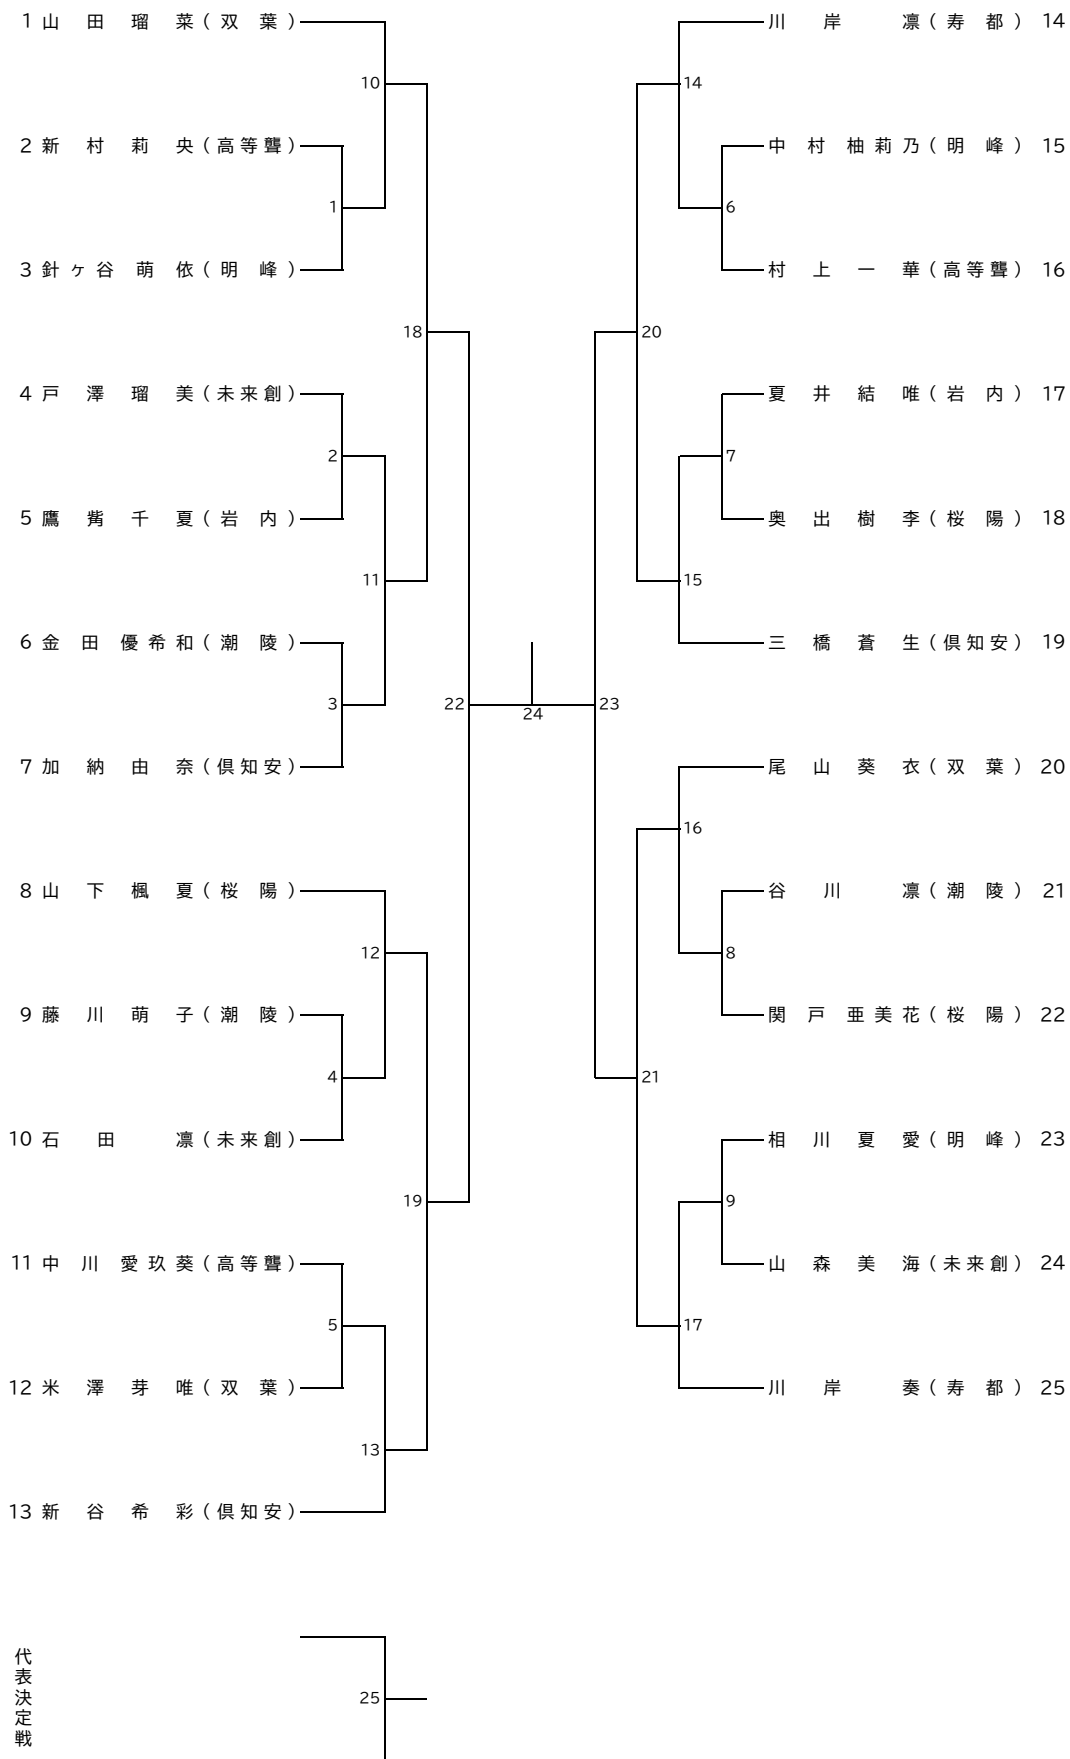 1 山田瑠菜(双葉)
10
2 新村莉央(高等聾)
1
3 針ヶ谷萌依(明峰)
18
4 戸澤瑠美(未来創)
2
5 鷹觜千夏(岩内)
11
6 金田優希和(潮陵)
3
22
7 加納由奈(倶知安)
8 山下楓夏(桜陽)
12
9 藤川萌子(潮陵)
4
10 石田凛(未来創)
19
11 中川愛玖葵(高等聾)
5
12 米澤芽唯(双葉)
13
13 新谷希彩(倶知安)
24
川岸凛(寿都) 14
14
中村柚莉乃(明峰) 15
6
村上一華(高等聾) 16
20
夏井結唯(岩内) 17
7
奥出樹李(桜陽) 18
15
三橋蒼生(倶知安) 19
23
尾山葵衣(双葉) 20
16
谷川凛(潮陵) 21
8
関戸亜美花(桜陽) 22
21
相川夏愛(明峰) 23
9
山森美海(未来創) 24
17
川岸奏(寿都) 25
代表決定戦
25